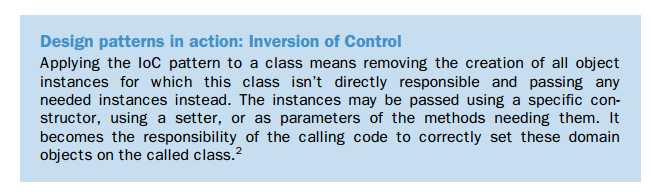 Design patterns in action: Inversion of Control
Applying the IoC pattern to a class means removing the creation of all object
instances for which this class isn't directly responsible and passing any
needed instances instead. The instances may be passed using a specific con-
structor, using a setter, or as parameters of the methods needing them. It
becomes the responsibility of the calling code to correctly set these domain
objects on the called class.2